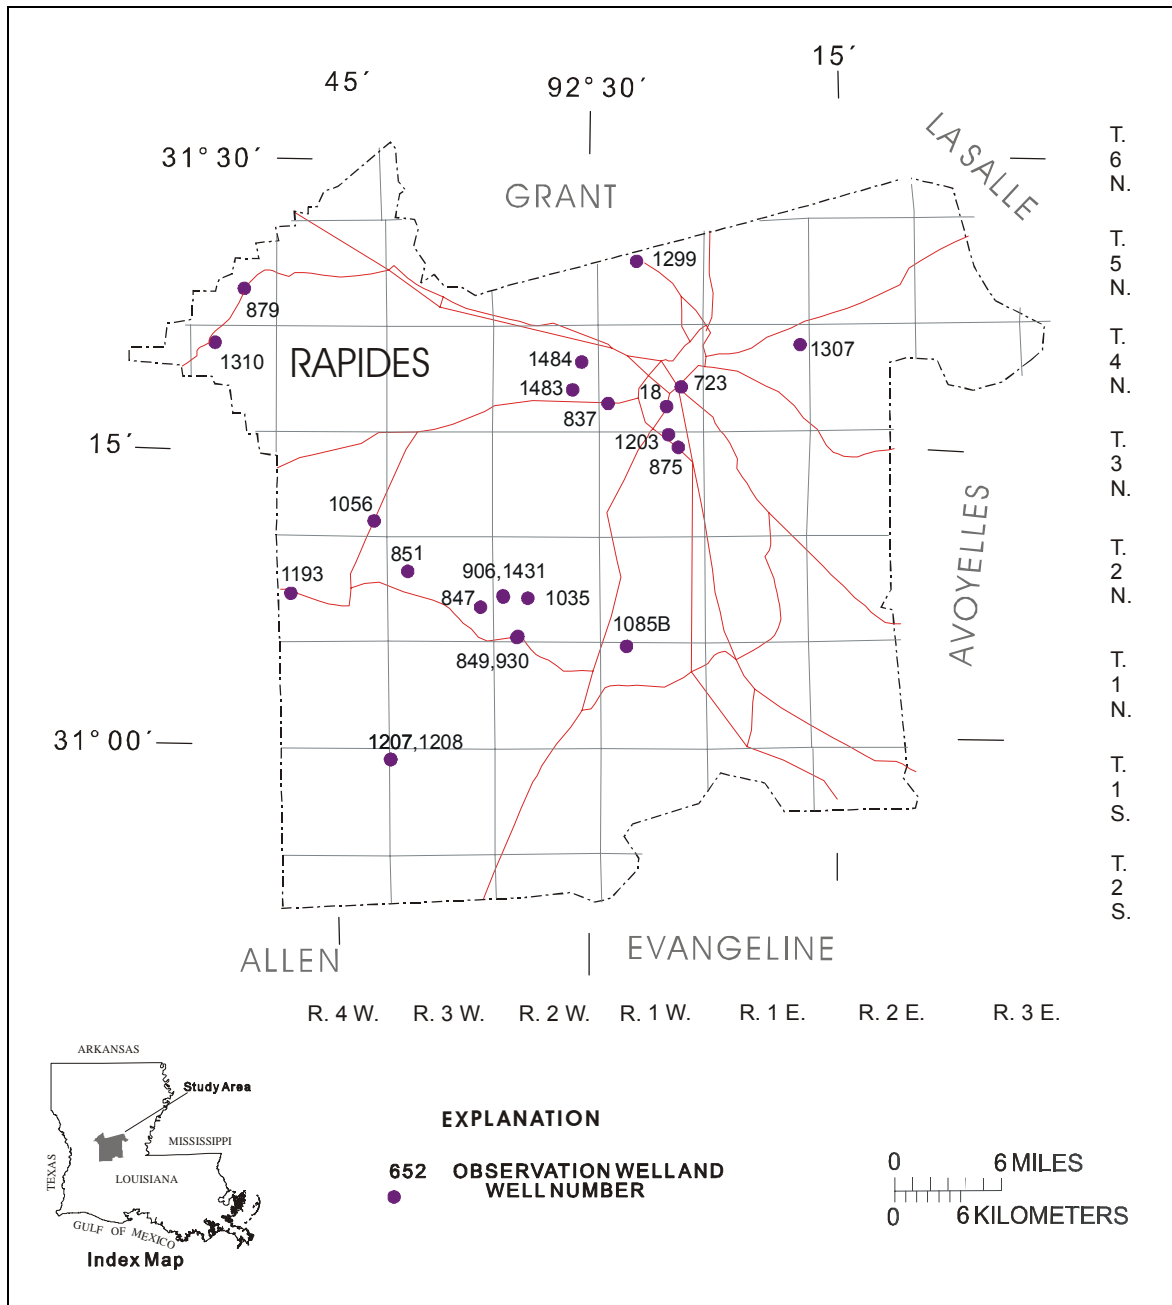 15´
45´
92° 30´
LA SALLE
T.
6
N.
31° 30´
GRANT
T.
5
N.
1299
879
1310
RAPIDES
1484
1307
T.
4
N.
1483
18
723
837
15´
1203
875
T.
3
N.
1056
AVOYELLES
851
906,1431
T.
2
N.
1193
847
1035
1085B
849,930
T.
1
N.
31° 00´
1207,1208
T.
1
S.
T.
2
S.
ALLEN
EVANGELINE
R. 4 W. R. 3 W. R. 2 W. R. 1 W. R. 1 E. R. 2 E. R. 3 E.
ARKANSAS
Study Area
MISSISSIPPI
TEXAS
LOUISIANA
GULF OF MEXICO
Index Map
EXPLANATION
652 OBSERVATION WELL AND
WELL NUMBER
0 6 MILES
0 6 KILOMETERS